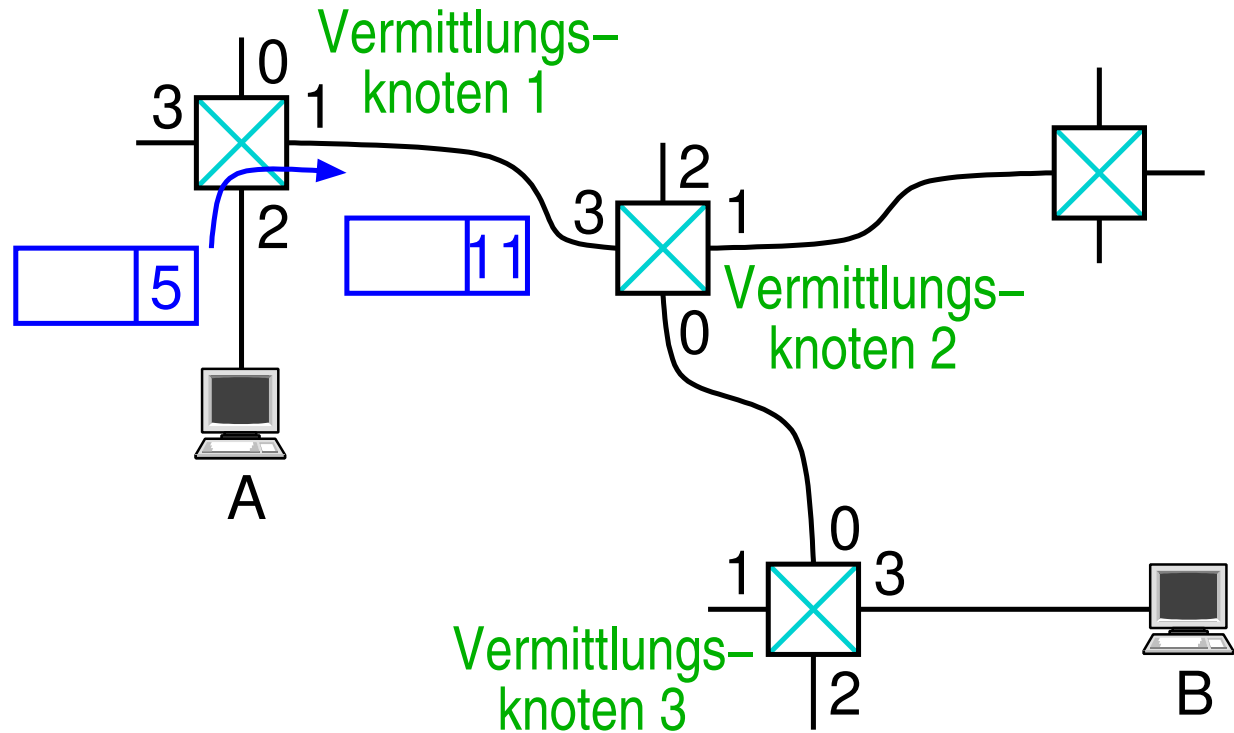 Vermittlungs–
knoten 1
0
3
1
2
5
11
A
2
3
1
0
Vermittlungs–
knoten 2
0
1
3
2
Vermittlungs–
knoten 3
B